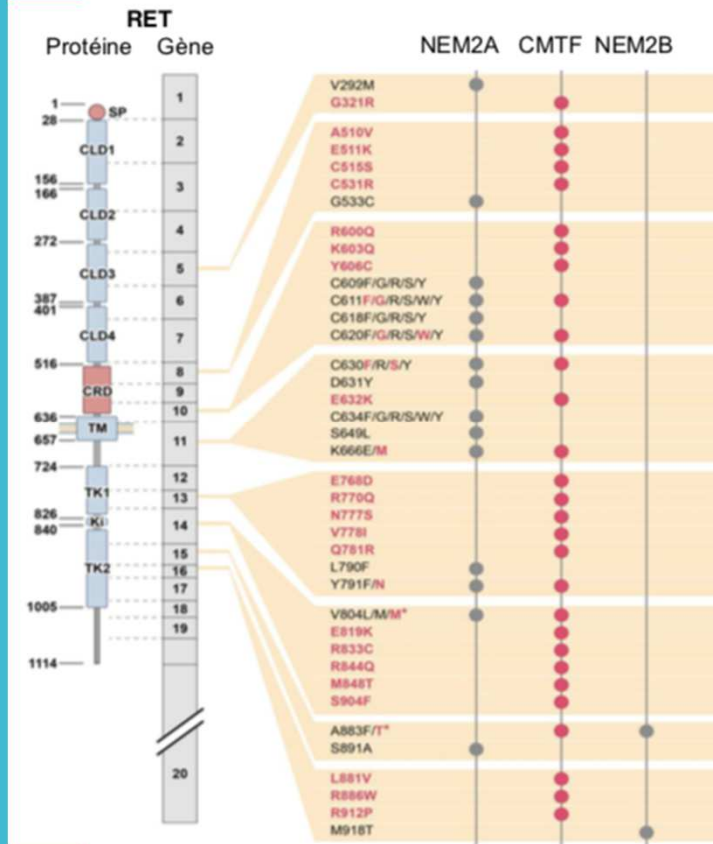 RET
Protéine Gène
NEM2A CMTF NEM2B
1
28
156
166
272
387
401
516
636
657
724
826
840
1005
1114
SP
CLD1
CLD2
CLD3
CLD4
CRD
TM
TK1
Ki
TK2
1
2
3
4
5
6
7
8
9
10
11
12
13
14
15
16
17
18
19
20
V292M
G321R
A510V
E511K
C515S
C531R
G533C
R600Q
K603Q
Y606C
C609F/G/R/S/Y
C611F/G/R/S/W/Y
C618F/G/R/S/Y
C620F/G/R/S/W/Y
C630F/R/S/Y
D631Y
E632K
C634F/G/R/S/W/Y
S649L
K666E/M
E768D
R770Q
N777S
V778I
Q781R
L790F
Y791F/N
V804L/M/M*
E819K
R833C
R844Q
M848T
S904F
A883F/T*
S891A
L881V
R886W
R912P
M918T